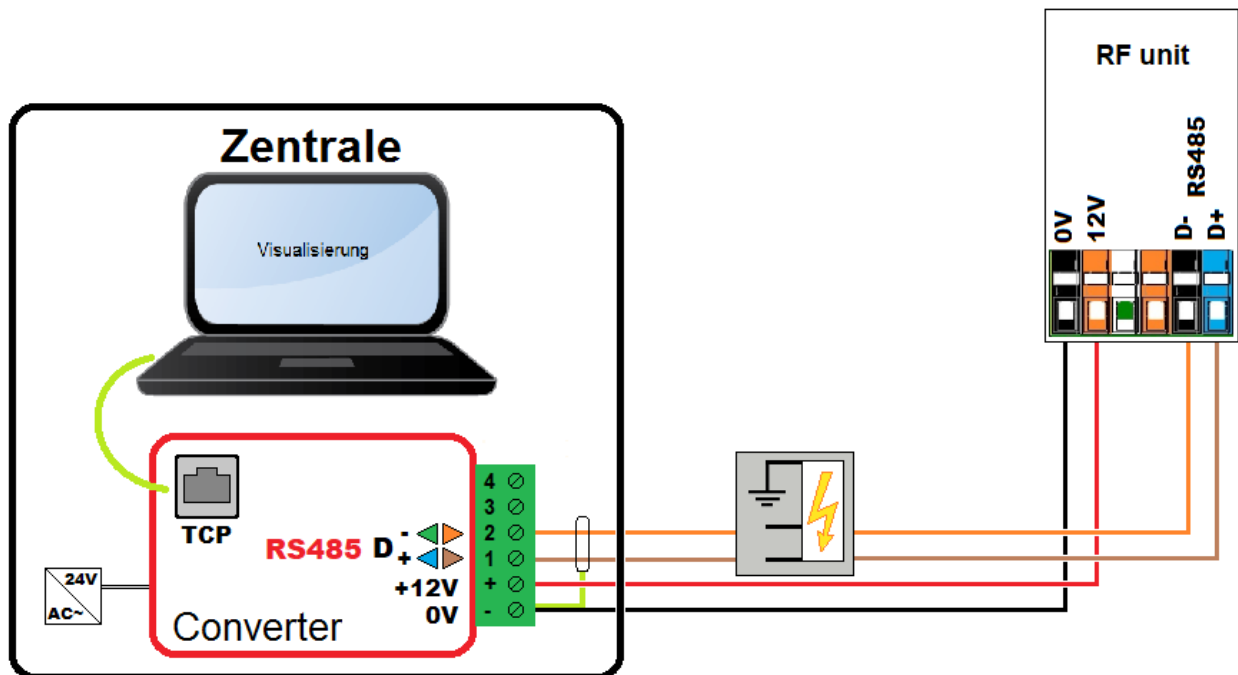 RF unit
0V
12V
D-
D+
RS485
Zentrale
Visualisierung
TCP
RS485 D
-
+
+12V
0V
4
3
2
1
+
-
24V
AC~
Converter